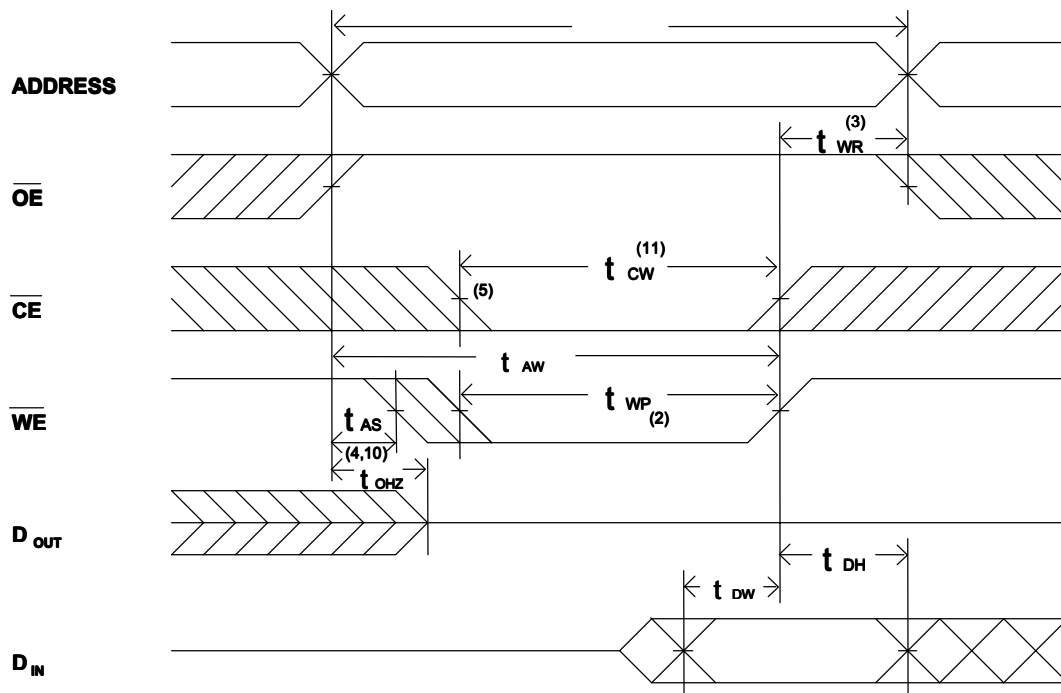 ADDRESS
t WR (3)
OE
t CW (11)
(5)
CE
t AW
WE
t WP (2)
t AS
(4,10)
t OHZ
D OUT
t DH
t DW
D IN